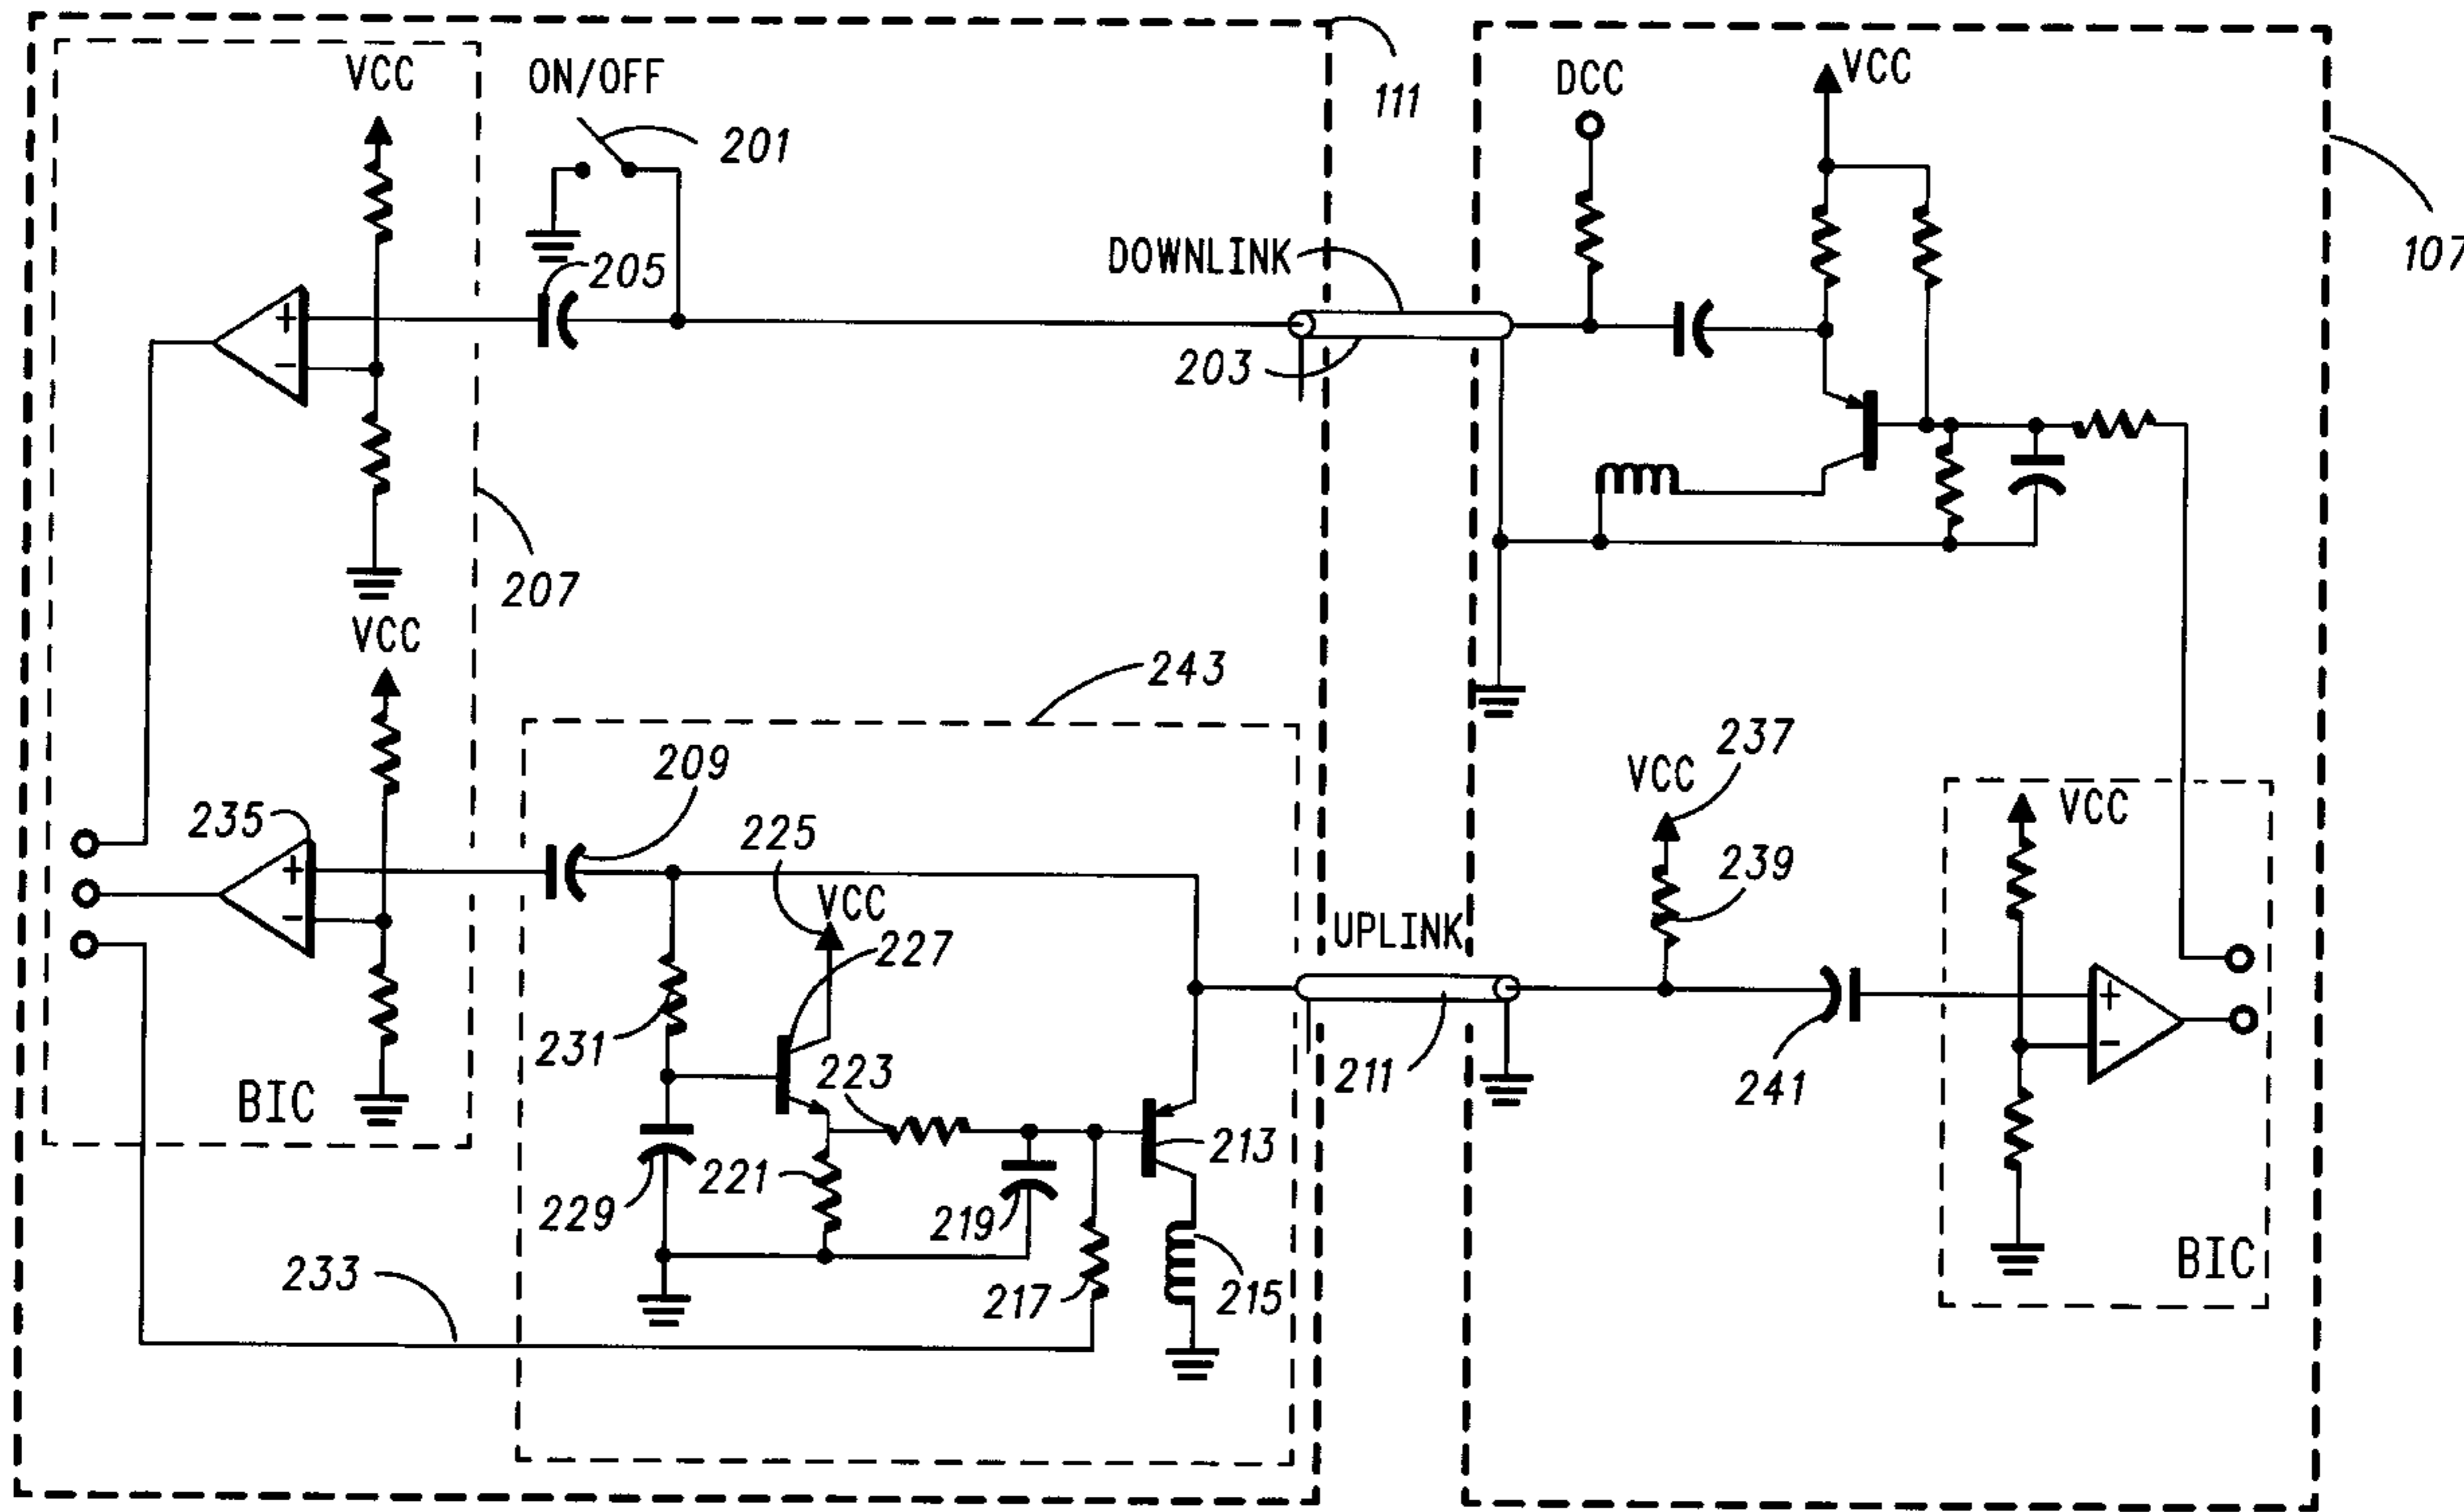 VCC
ON/OFF
201
111
DCC
VCC
107
205
DOWNLINK
203
+
−
207
VCC
243
209
235
225
VCC
227
+
−
UPLINK
VCC
237
239
VCC
231
223
213
211
241
+
−
BIC
229
221
219
217
215
233
BIC